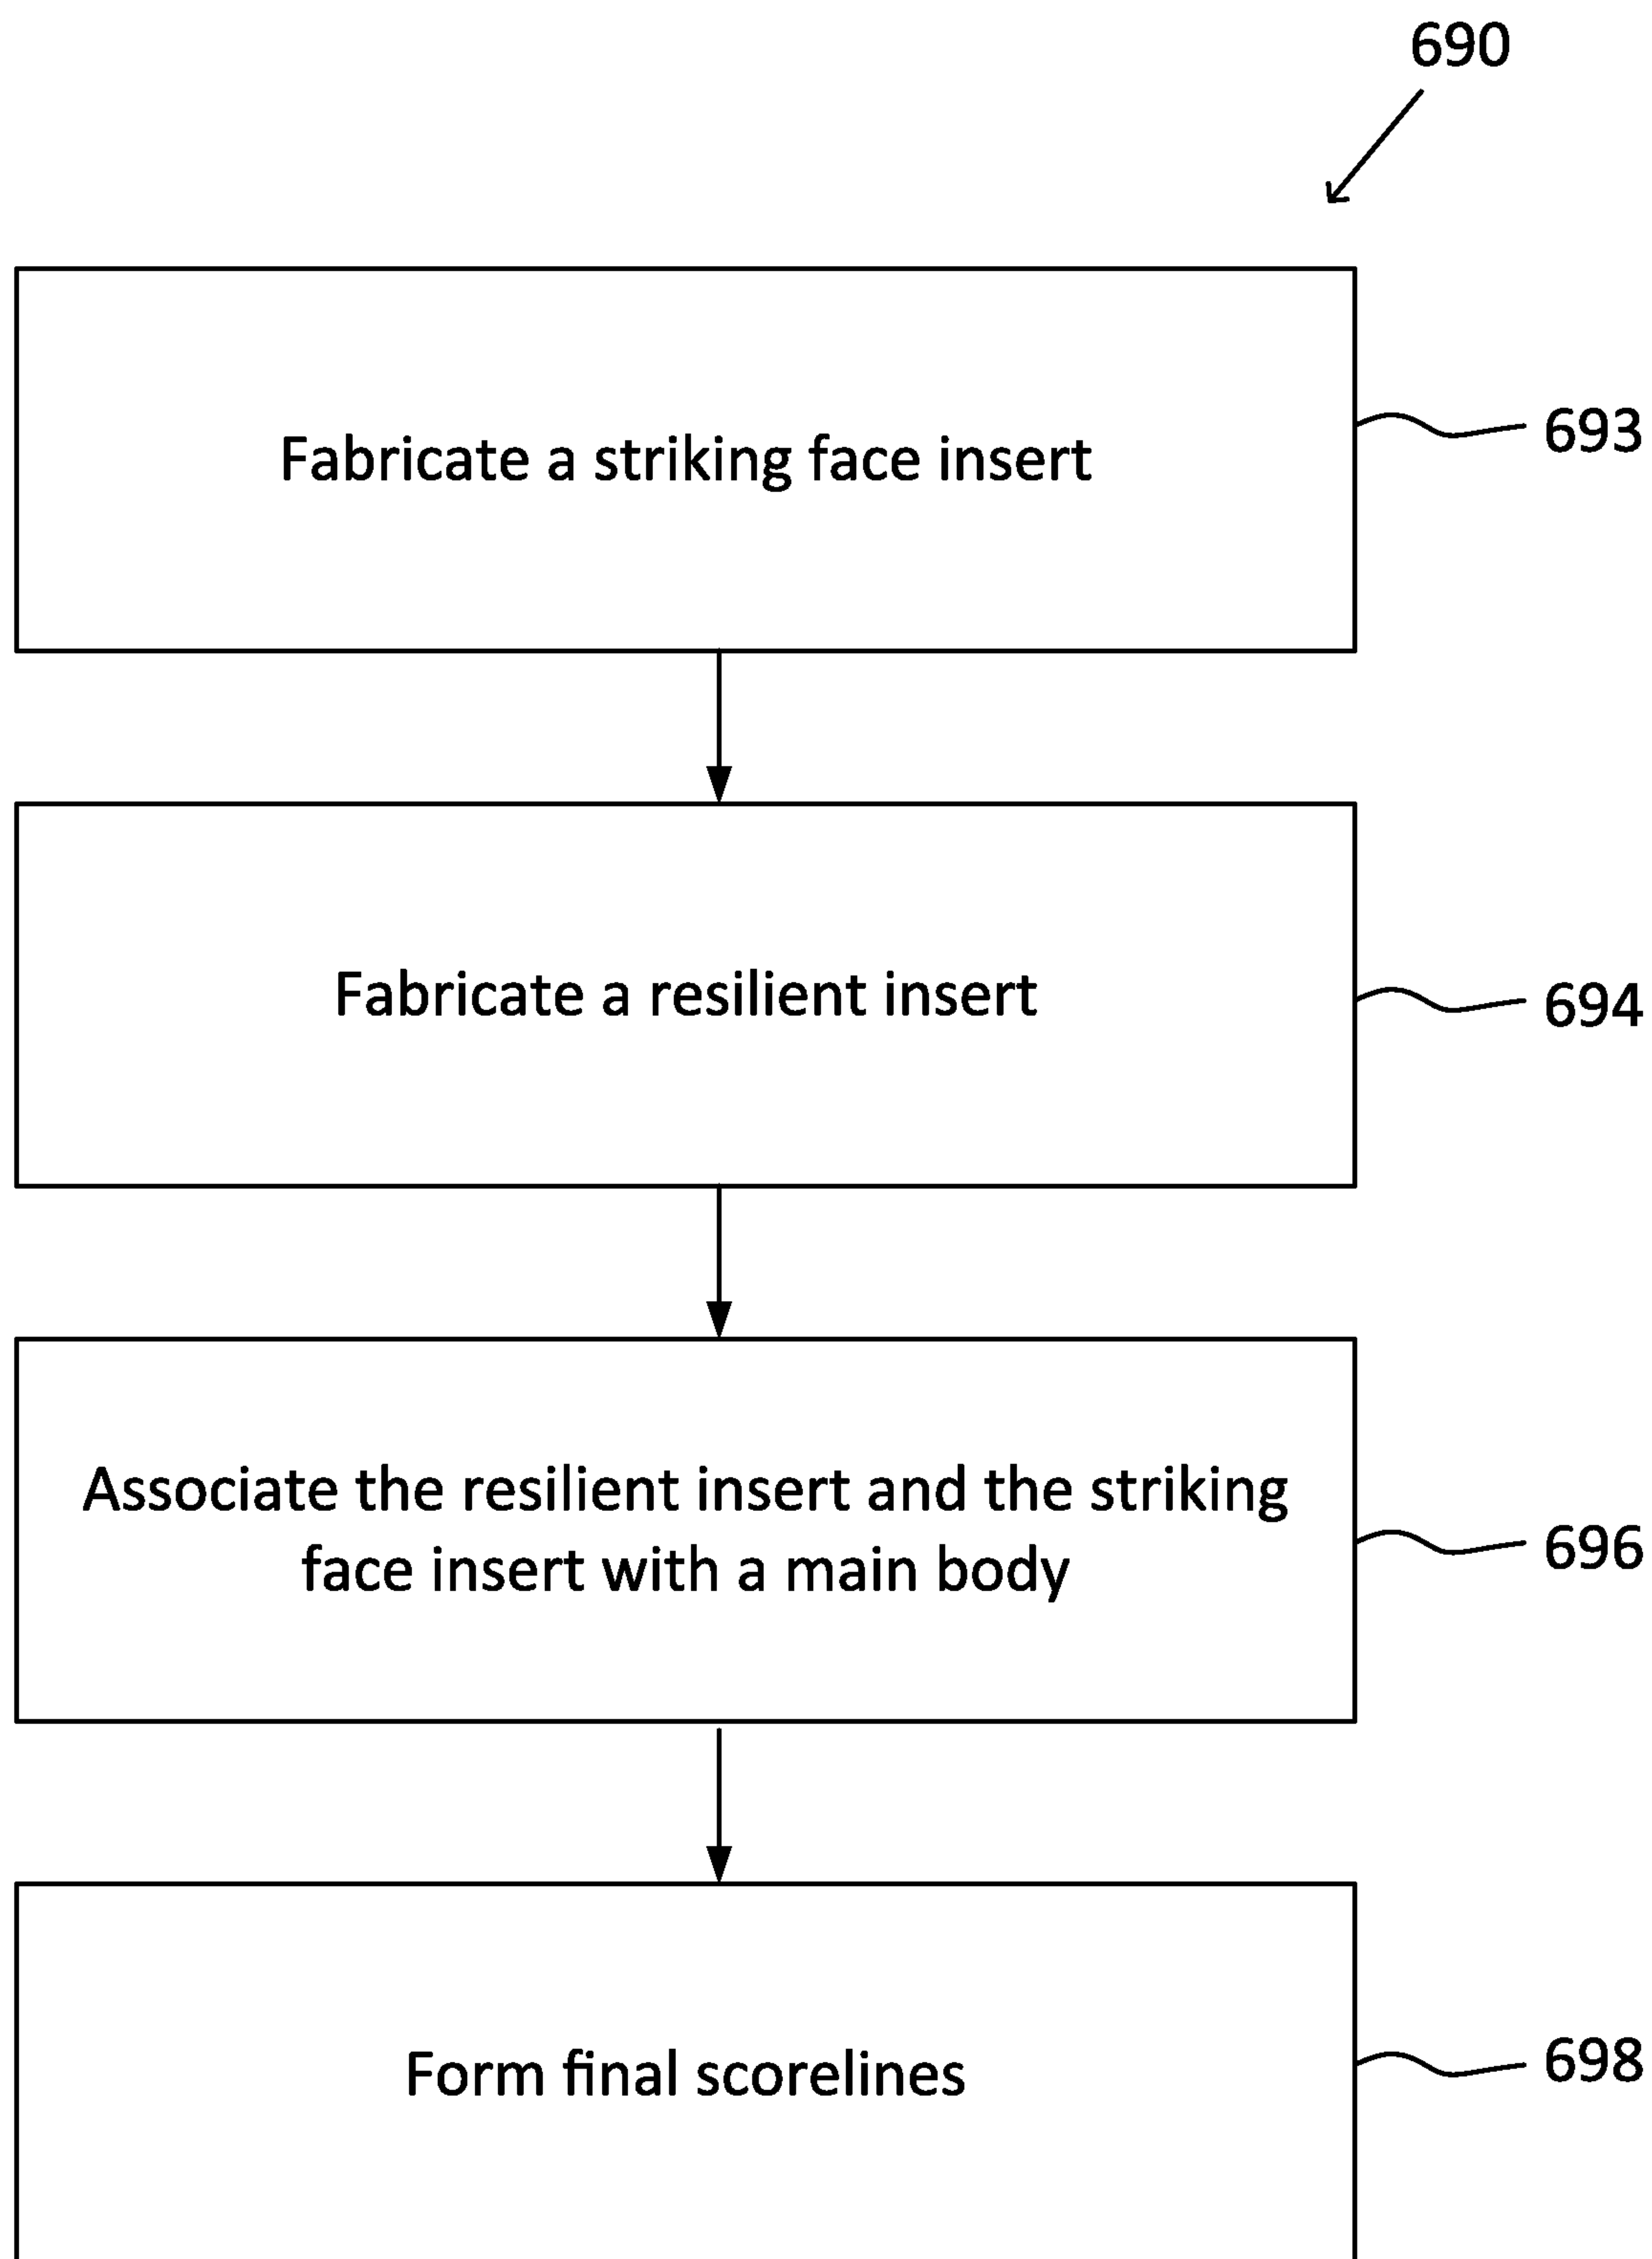 690
Fabricate a striking face insert
693
Fabricate a resilient insert
694
Associate the resilient insert and the striking
face insert with a main body
696
Form final scorelines
698